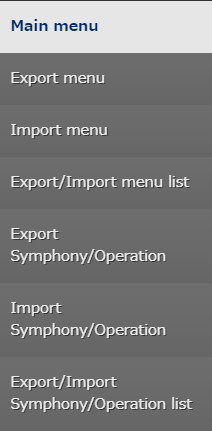 Main menu
Export menu
Import menu
Export/Import menu list
Export
Symphony/Operation
Import
Symphony/Operation
Export/Import
Symphony/Operation list